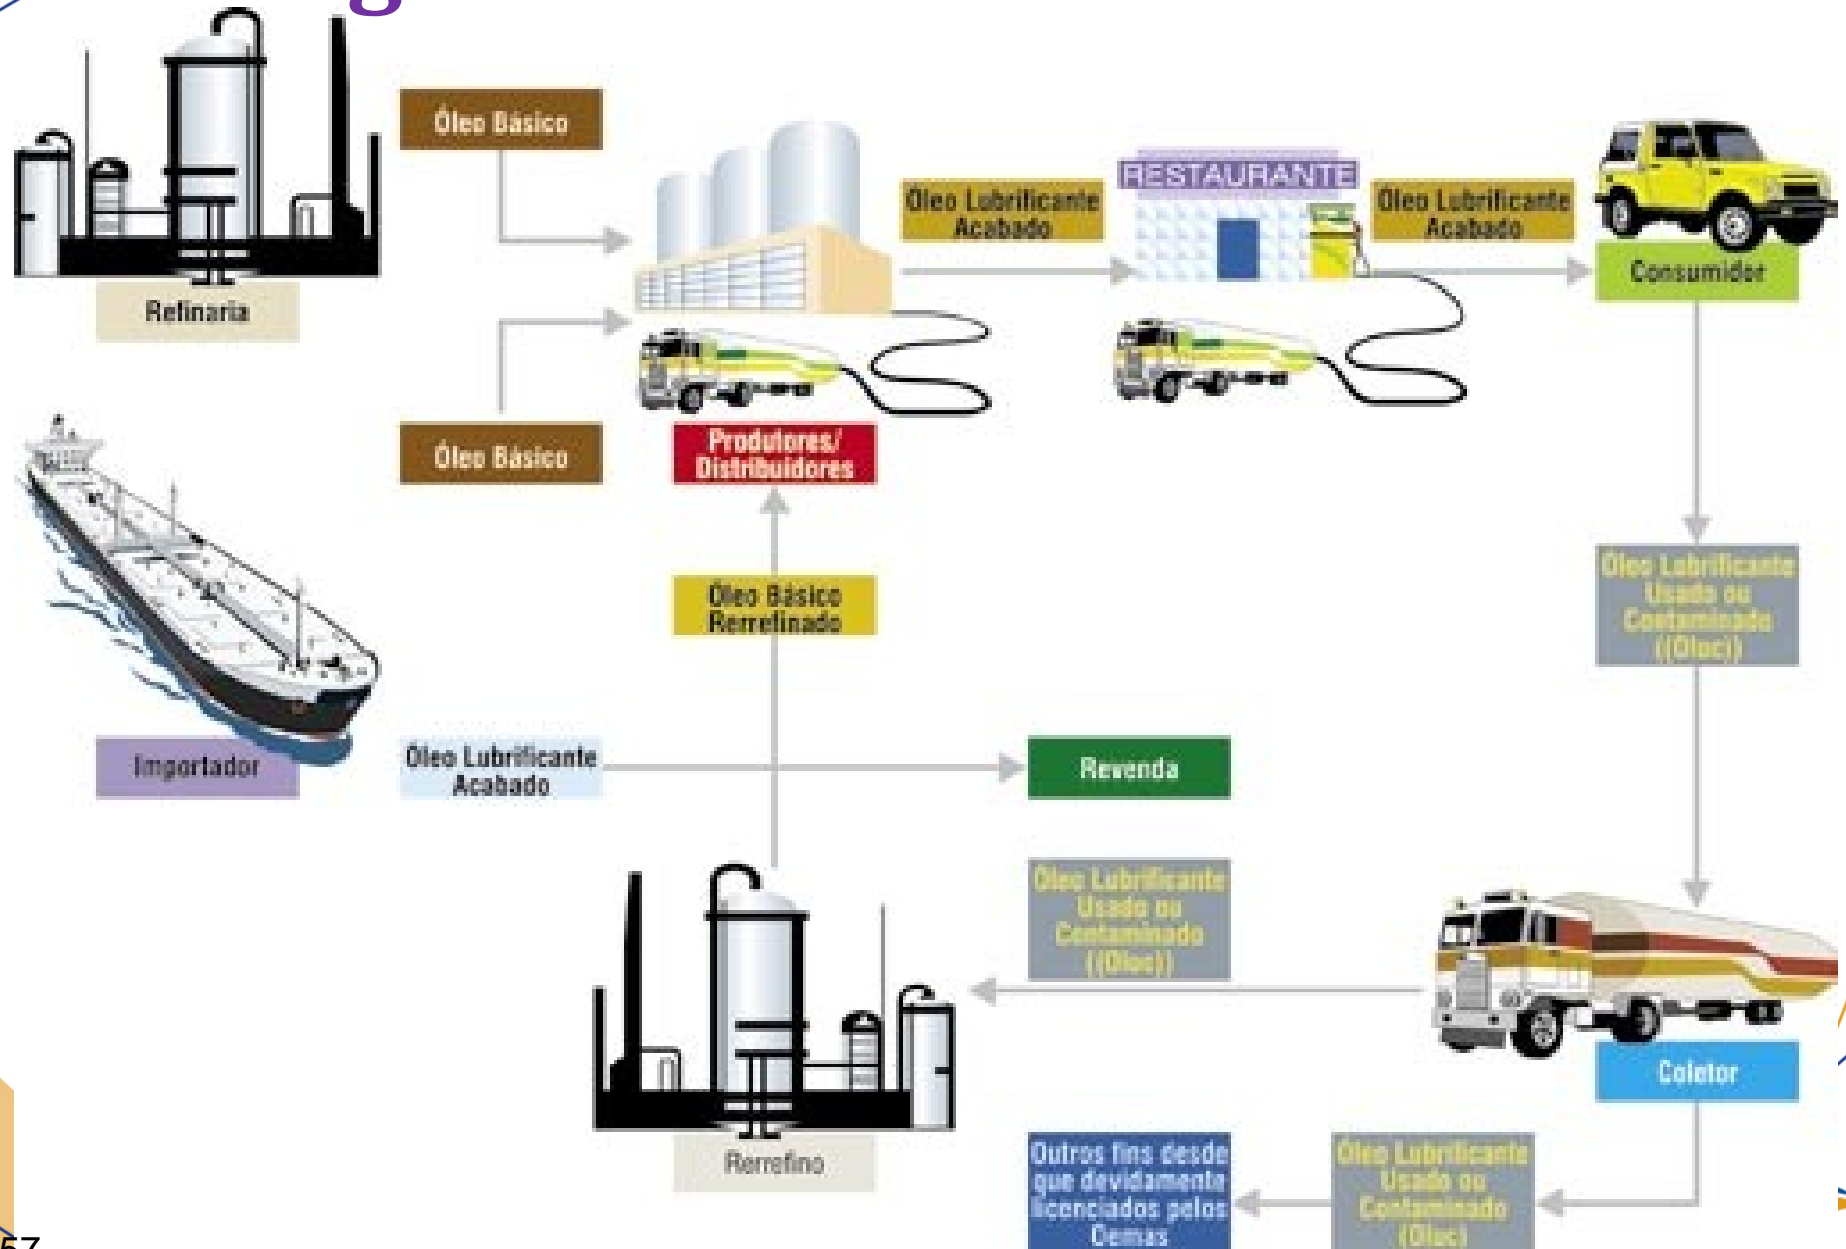 g
Óleo Básico
RESTAURANTE
Óleo Lubrificante
Acabado
Óleo Lubrificante
Acabado
Consumidor
Refinaria
Óleo Básico
Produtores/
Distribuidores
Óleo Básico
Rerrefinado
Óleo Lubrificante
Usado ou
Contaminado
((Oluc))
Importador
Óleo Lubrificante
Acabado
Revenda
Óleo Lubrificante
Usado ou
Contaminado
((Oluc))
Coletor
Rerrefino
Outros fins desde
que devidamente
licenciados pelos
Oemas
Óleo Lubrificante
Usado ou
Contaminado
(Oluc)
57